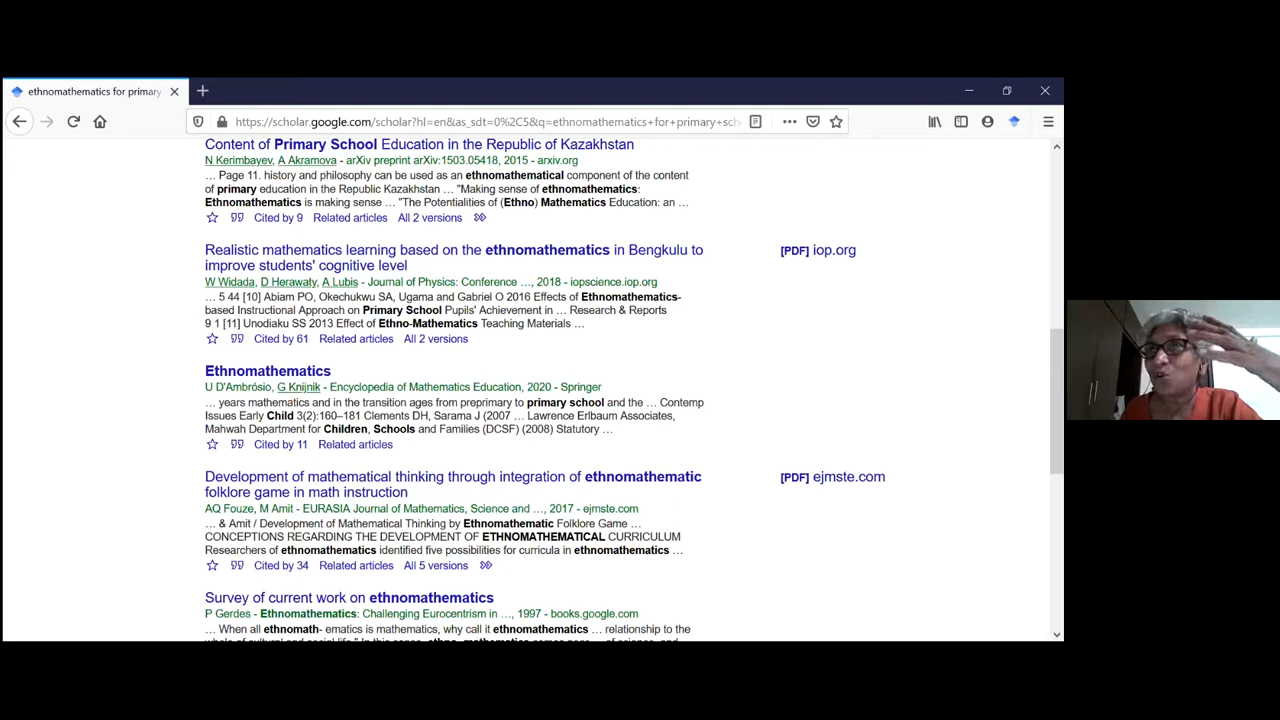 ethnomathematics for primary
https://scholar.google.com/scholar?hl=en&as_sdt=0%2C5&q=ethnomathematics+for+primary+sch
Content of Primary School Education in the Republic of Kazakhstan
N Kerimbayev, A Akramova - arXiv preprint arXiv:1503.05418, 2015 - arxiv.org
... Page 11. history and philosophy can be used as an ethnomathematical component of the content
of primary education in the Republic Kazakhstan ... "Making sense of ethnomathematics:
Ethnomathematics is making sense ... "The Potentialities of (Ethno) Mathematics Education: an ...
Cited by 9 Related articles All 2 versions
Realistic mathematics learning based on the ethnomathematics in Bengkulu to
improve students' cognitive level
[PDF] iop.org
W Widada, D Herawaty, A Lubis - Journal of Physics: Conference ..., 2018 - iopscience.iop.org
... 5 44 [10] Abiam PO, Okechukwu SA, Ugama and Gabriel O 2016 Effects of Ethnomathematics-
based Instructional Approach on Primary School Pupils' Achievement in ... Research & Reports
9 1 [11] Unodiaku SS 2013 Effect of Ethno-Mathematics Teaching Materials ...
Cited by 61 Related articles All 2 versions
Ethnomathematics
U D'Ambrósio, G Knijnik - Encyclopedia of Mathematics Education, 2020 - Springer
... years mathematics and in the transition ages from preprimary to primary school and the ... Contemp
Issues Early Child 3(2):160–181 Clements DH, Sarama J (2007 ... Lawrence Erlbaum Associates,
Mahwah Department for Children, Schools and Families (DCSF) (2008) Statutory ...
Cited by 11 Related articles
Development of mathematical thinking through integration of ethnomathematic
folklore game in math instruction
[PDF] ejmste.com
AQ Fouze, M Amit - EURASIA Journal of Mathematics, Science and ..., 2017 - ejmste.com
... & Amit / Development of Mathematical Thinking by Ethnomathematic Folklore Game ...
CONCEPTIONS REGARDING THE DEVELOPMENT OF ETHNOMATHEMATICAL CURRICULUM
Researchers of ethnomathematics identified five possibilities for curricula in ethnomathematics ...
Cited by 34 Related articles All 5 versions
Survey of current work on ethnomathematics
P Gerdes - Ethnomathematics: Challenging Eurocentrism in ..., 1997 - books.google.com
... When all ethnomath- ematics is mathematics, why call it ethnomathematics ... relationship to the